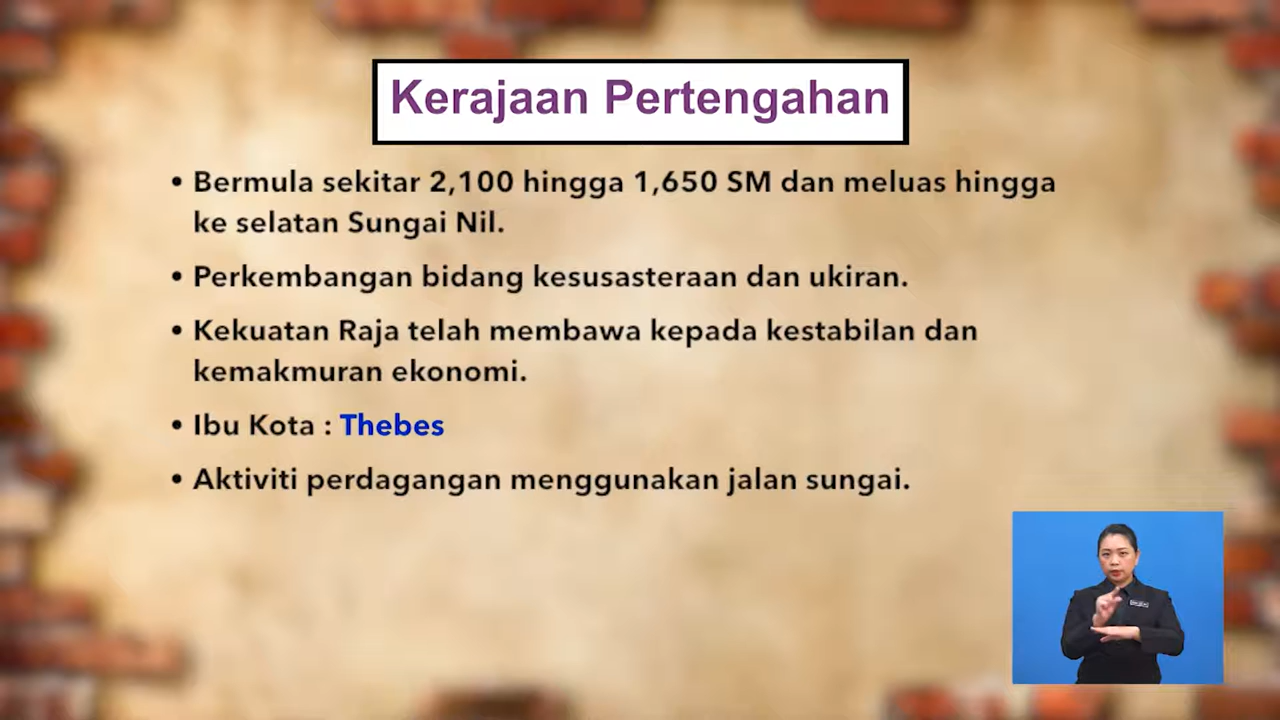 Kerajaan Pertengahan
• Bermula sekitar 2,100 hingga 1,650 SM dan meluas hingga
ke selatan Sungai Nil.
• Perkembangan bidang kesusasteraan dan ukiran.
• Kekuatan Raja telah membawa kepada kestabilan dan
kemakmuran ekonomi.
• Ibu Kota : Thebes
• Aktiviti perdagangan menggunakan jalan sungai.